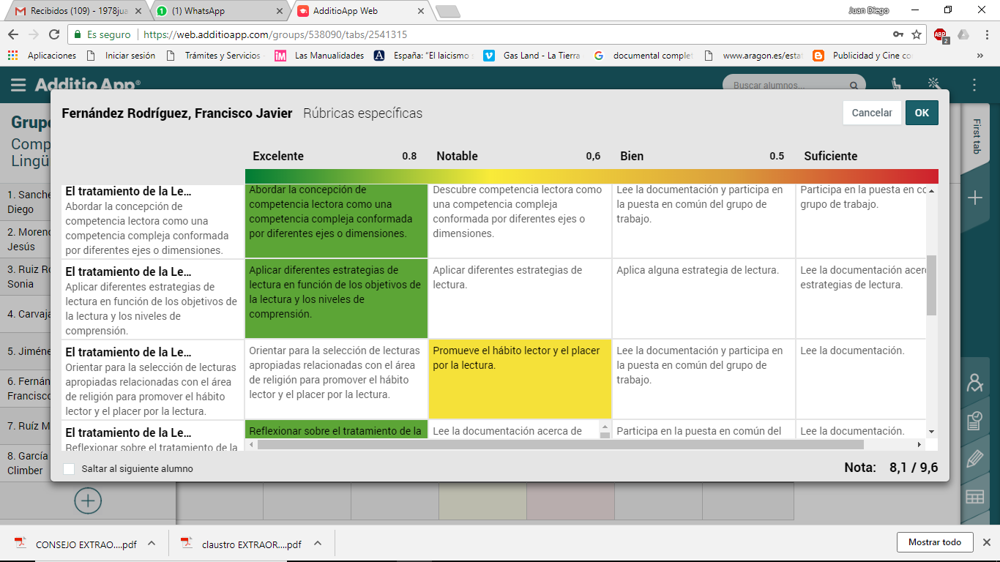 Recibidos (109) - 1978jua
(1) WhatsApp
AdditioApp Web
Juan Diego
Es seguro
https://web.additioapp.com/groups/538090/tabs/2541315
ABP
2
Aplicaciones
Iniciar sesión
Trámites y Servicios
Las Manualidades
España: "El laicismo
Gas Land - La Tierra
documental complet
www.aragon.es/esta
Publicidad y Cine co
»
Additio App®
Buscar alumnos...
Grupo
Comp
Lingü
1. Sanche
Diego
2. Moreno
Jesús
3. Ruiz Ro
Sonia
4. Carvaja
5. Jiméne
6. Fernán
Francisco
7. Ruíz M
8. García
Climber
First tab
Fernández Rodríguez, Francisco Javier Rúbricas específicas
Cancelar
OK
Excelente 0.8
Notable 0,6
Bien 0.5
Suficiente
El tratamiento de la Le...
Abordar la concepción de
competencia lectora como una
competencia compleja conformada
por diferentes ejes o dimensiones.
Abordar la concepción de
competencia lectora como una
competencia compleja conformada
por diferentes ejes o dimensiones.
Descubre competencia lectora como
una competencia compleja
conformada por diferentes ejes o
dimensiones.
Lee la documentación y participa en
la puesta en común del grupo de
trabajo.
Participa en la puesta en co
grupo de trabajo.
El tratamiento de la Le...
Aplicar diferentes estrategias de
lectura en función de los objetivos de
la lectura y los niveles de
comprensión.
Aplicar diferentes estrategias de
lectura en función de los objetivos de
la lectura y los niveles de
comprensión.
Aplicar diferentes estrategias de
lectura.
Aplica alguna estrategia de lectura.
Lee la documentación acerc
estrategias de lectura.
El tratamiento de la Le...
Orientar para la selección de lecturas
apropiadas relacionadas con el área
de religión para promover el hábito
lector y el placer por la lectura.
Orientar para la selección de lecturas
apropiadas relacionadas con el área
de religión para promover el hábito
lector y el placer por la lectura.
Promueve el hábito lector y el placer
por la lectura.
Lee la documentación y participa en
la puesta en común del grupo de
trabajo.
Lee la documentación.
El tratamiento de la Le...
Reflexionar sobre el tratamiento de la
Reflexionar sobre el tratamiento de la
Lee la documentación acerca de
Participa en la puesta en común del
Lee la documentación.
Saltar al siguiente alumno
Nota: 8,1 / 9,6
CONSEJO EXTRAO....pdf
claustro EXTRAOR....pdf
Mostrar todo